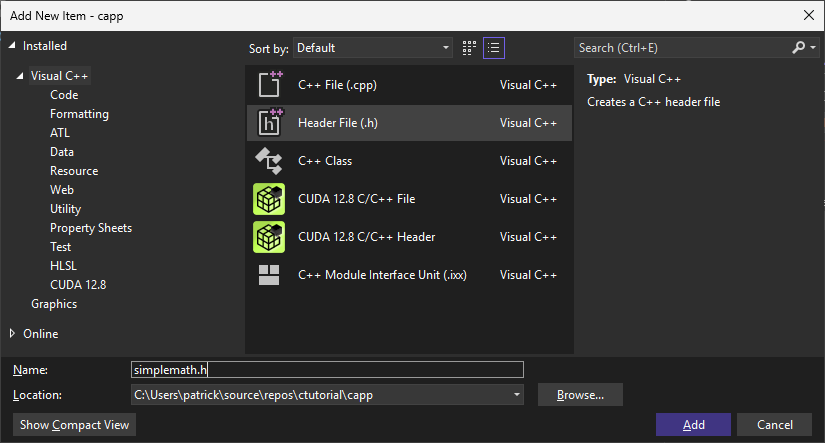 Add New Item - capp
Installed
Sort by: Default
Search (Ctrl+E)
Visual C++
Code
Formatting
ATL
Data
Resource
Web
Utility
Property Sheets
Test
HLSL
CUDA 12.8
Graphics
Online
C++ File (.cpp) Visual C++
Header File (.h) Visual C++
C++ Class Visual C++
CUDA 12.8 C/C++ File Visual C++
CUDA 12.8 C/C++ Header Visual C++
C++ Module Interface Unit (.ixx) Visual C++
Type: Visual C++
Creates a C++ header file
Name: simplemath.h
Location: C:\Users\patrick\source\repos\ctutorial\capp Browse...
Show Compact View Add Cancel